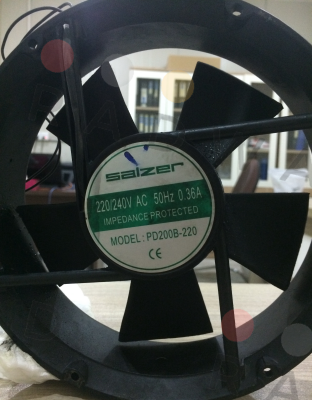 salzer
220/240V AC 50Hz 0.36A
IMPEDANCE PROTECTED
MODEL: PD200B-220
CE